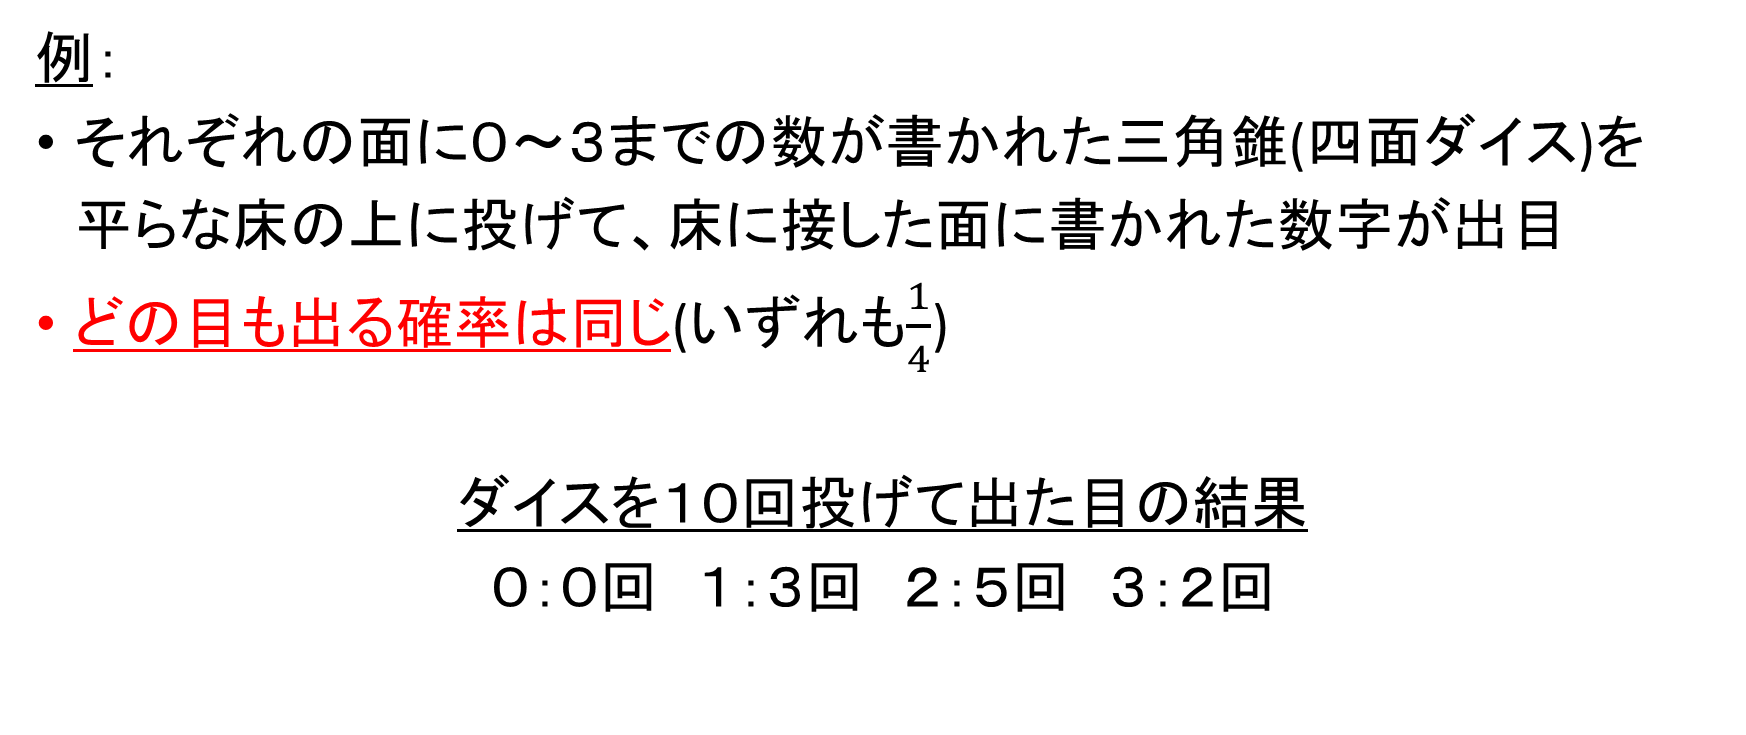 例：
• それぞれの面に０～３までの数が書かれた三角錐(四面ダイス)を
平らな床の上に投げて、床に接した面に書かれた数字が出目
• どの目も出る確率は同じ(いずれも1/4)
ダイスを１０回投げて出た目の結果
０：０回　１：３回　２：５回　３：２回